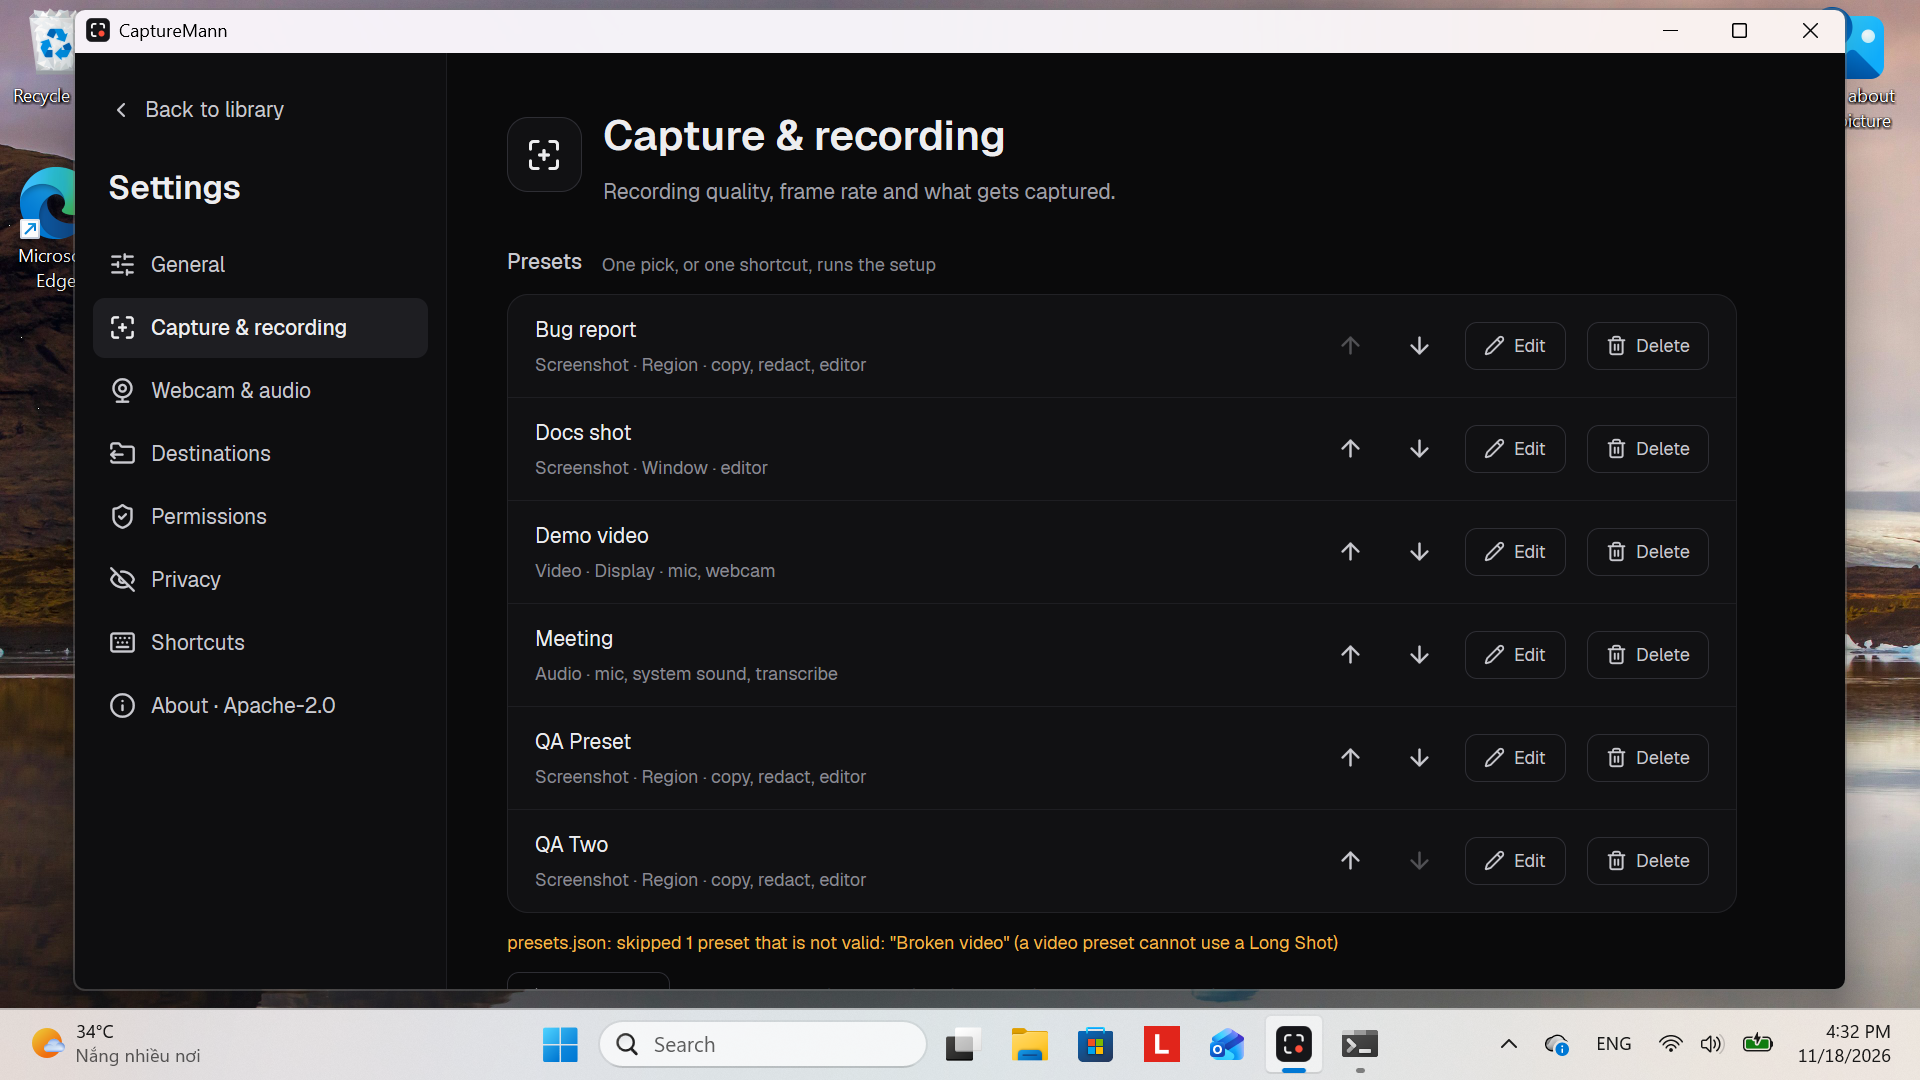 CaptureMann
Recycle
about
picture
Microso
Edge
Back to library
Settings
General
Capture & recording
Webcam & audio
Destinations
Permissions
Privacy
Shortcuts
About · Apache-2.0
Capture & recording
Recording quality, frame rate and what gets captured.
Presets One pick, or one shortcut, runs the setup
Bug report
Screenshot · Region · copy, redact, editor
Edit Delete
Docs shot
Screenshot · Window · editor
Edit Delete
Demo video
Video · Display · mic, webcam
Edit Delete
Meeting
Audio · mic, system sound, transcribe
Edit Delete
QA Preset
Screenshot · Region · copy, redact, editor
Edit Delete
QA Two
Screenshot · Region · copy, redact, editor
Edit Delete
presets.json: skipped 1 preset that is not valid: "Broken video" (a video preset cannot use a Long Shot)
34°C
Nắng nhiều nơi
Search
L
ENG
4:32 PM
11/18/2026